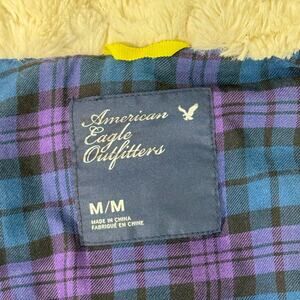 American
Eagle
Outfitters
M/M
MADE IN CHINA
FABRIQUÉ EN CHINE